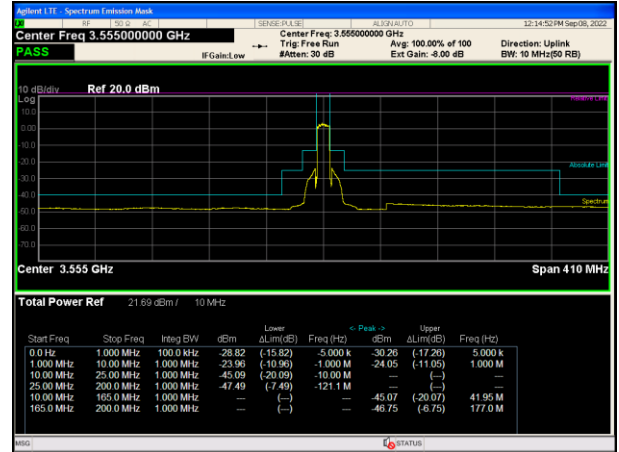 Agilent LTE - Spectrum Emission Mask
RF 50 Ω AC SENSE:PULSE ALIGN AUTO 12:14:52 PM Sep 08, 2022
Center Freq 3.555000000 GHz Center Freq: 3.555000000 GHz
Trig: Free Run Avg: 100.00% of 100 Direction: Uplink
PASS IFGain:Low #Atten: 30 dB Ext Gain: -8.00 dB BW: 10 MHz(50 RB)
10 dB/div Ref 20.0 dBm
Log
Relative Limit
10.0
0.00
-10.0
-20.0
Absolute Limit
-30.0
-40.0
Spectrum
-50.0
-60.0
-70.0
Center 3.555 GHz Span 410 MHz
Total Power Ref 21.69 dBm / 10 MHz
Lower <- Peak -> Upper
Start Freq Stop Freq Integ BW dBm ΔLim(dB) Freq (Hz) dBm ΔLim(dB) Freq (Hz)
0.0 Hz 1.000 MHz 100.0 kHz -28.82 (-15.82) -5.000 k -30.26 (-17.26) 5.000 k
1.000 MHz 10.00 MHz 1.000 MHz -23.96 (-10.96) -1.000 M -24.05 (-11.05) 1.000 M
10.00 MHz 25.00 MHz 1.000 MHz -45.09 (-20.09) -10.00 M --- (---) ---
25.00 MHz 200.0 MHz 1.000 MHz -47.49 (-7.49) -121.1 M --- (---) ---
10.00 MHz 165.0 MHz 1.000 MHz --- (---) --- -45.07 (-20.07) 41.95 M
165.0 MHz 200.0 MHz 1.000 MHz --- (---) --- -46.75 (-6.75) 177.0 M
MSG STATUS